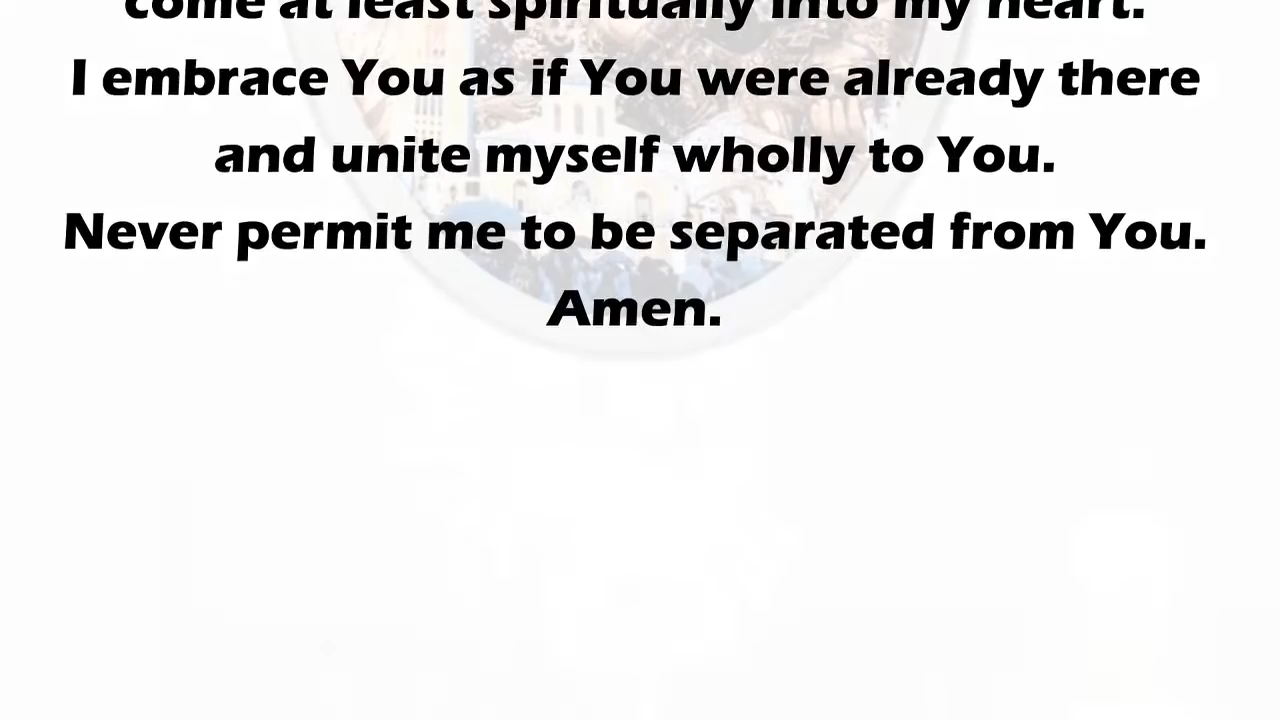 come at least spiritually into my heart.
I embrace You as if You were already there
and unite myself wholly to You.
Never permit me to be separated from You.
Amen.